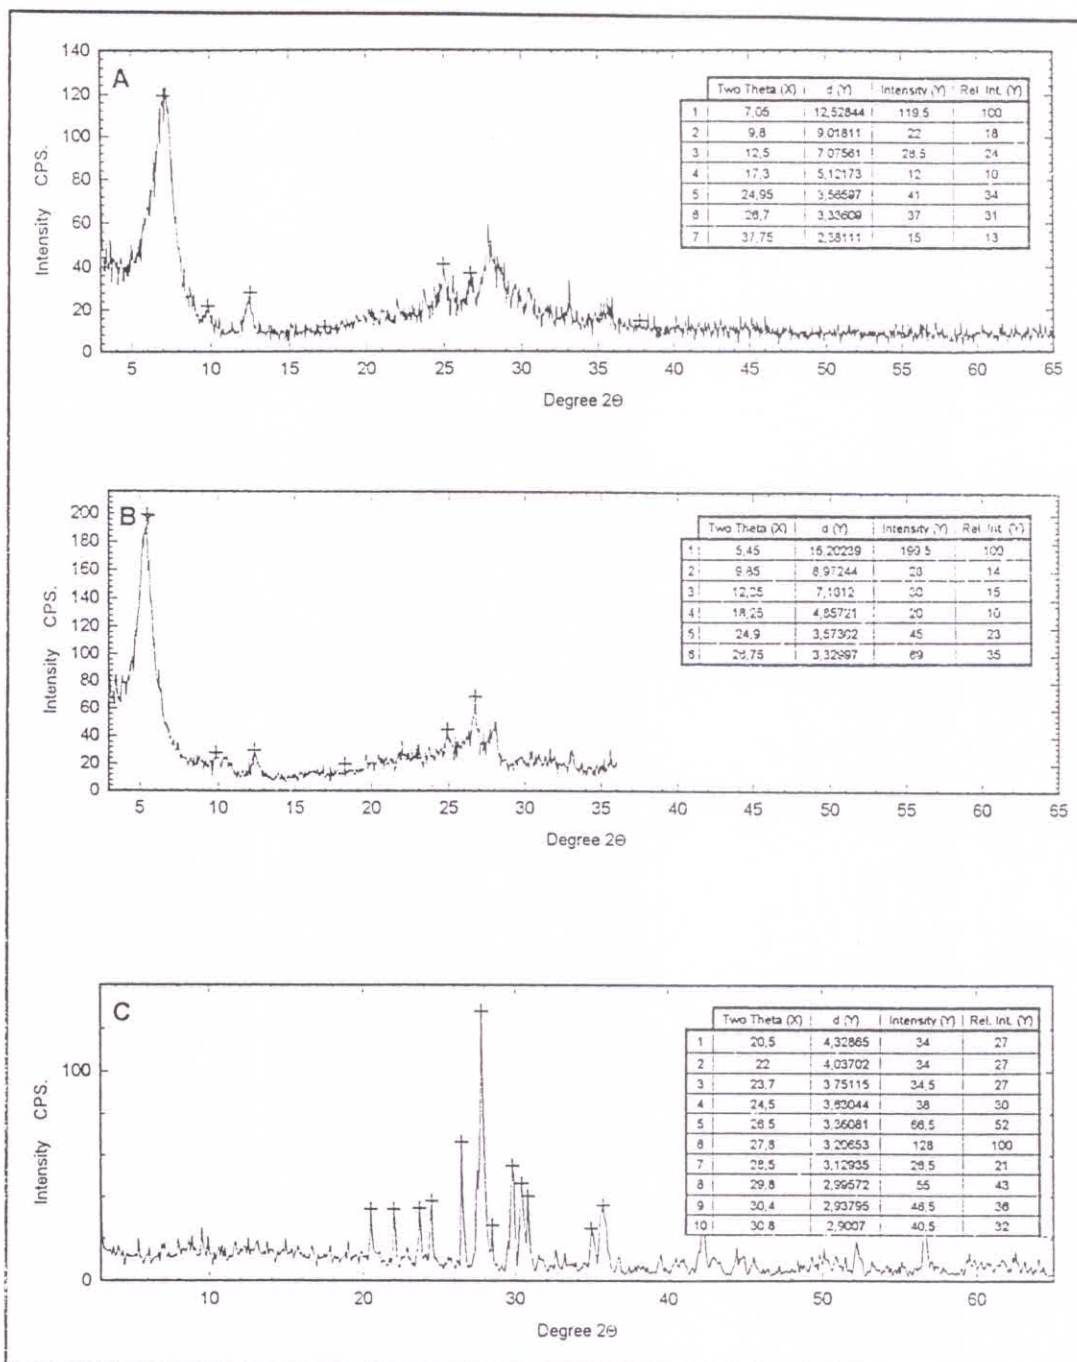 A
Two Theta (X) d (Y) Intensity (Y) Rel. Int. (Y)
1 7,05 12,52844 119,5 100
2 9,8 9,01811 22 18
3 12,5 7,07561 28,5 24
4 17,3 5,12173 12 10
5 24,95 3,56597 41 34
6 26,7 3,33609 37 31
7 37,75 2,38111 15 13
Intensity CPS.
140
120
100
80
60
40
20
0
5 10 15 20 25 30 35 40 45 50 55 60 65
Degree 2Θ
B
Two Theta (X) d (Y) Intensity (Y) Rel. Int. (Y)
1 5,45 16,20239 199,5 100
2 9,85 8,97244 28 14
3 12,35 7,1612 30 15
4 18,25 4,85721 20 10
5 24,9 3,57302 45 23
6 26,75 3,32997 69 35
Intensity CPS.
200
180
160
140
120
100
80
60
40
20
0
5 10 15 20 25 30 35 40 45 50 55 60 65
Degree 2Θ
C
Two Theta (X) d (Y) Intensity (Y) Rel. Int. (Y)
1 20,5 4,32865 34 27
2 22 4,03702 34 27
3 23,7 3,75115 34,5 27
4 24,5 3,63044 38 30
5 26,5 3,36081 66,5 52
6 27,8 3,20653 128 100
7 28,5 3,12935 26,5 21
8 29,8 2,99572 55 43
9 30,4 2,93795 46,5 36
10 30,8 2,9007 40,5 32
Intensity CPS.
100
0
10 20 30 40 50 60
Degree 2Θ